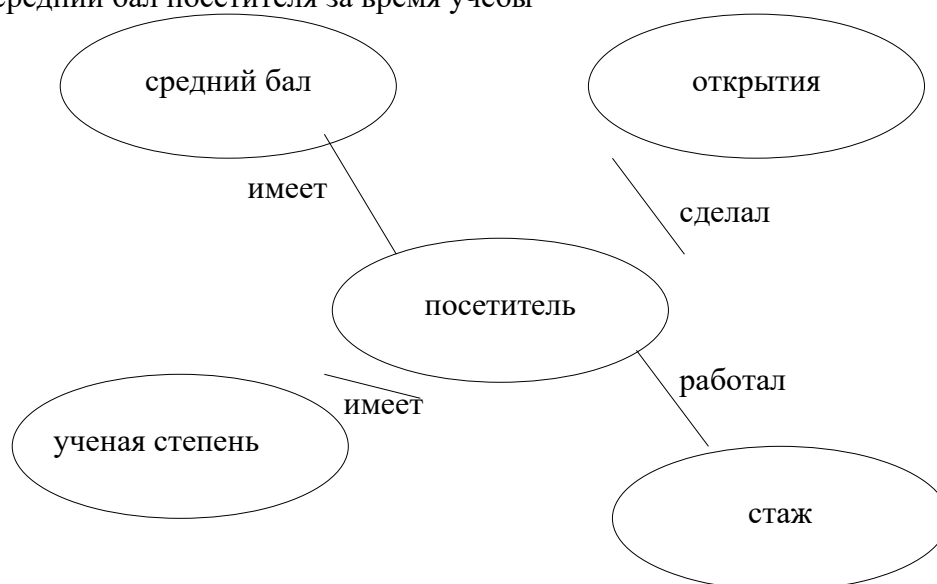 средний бал посетителя за время учебы
средний бал
открытия
имеет
сделал
посетитель
работал
имеет
ученая степень
стаж